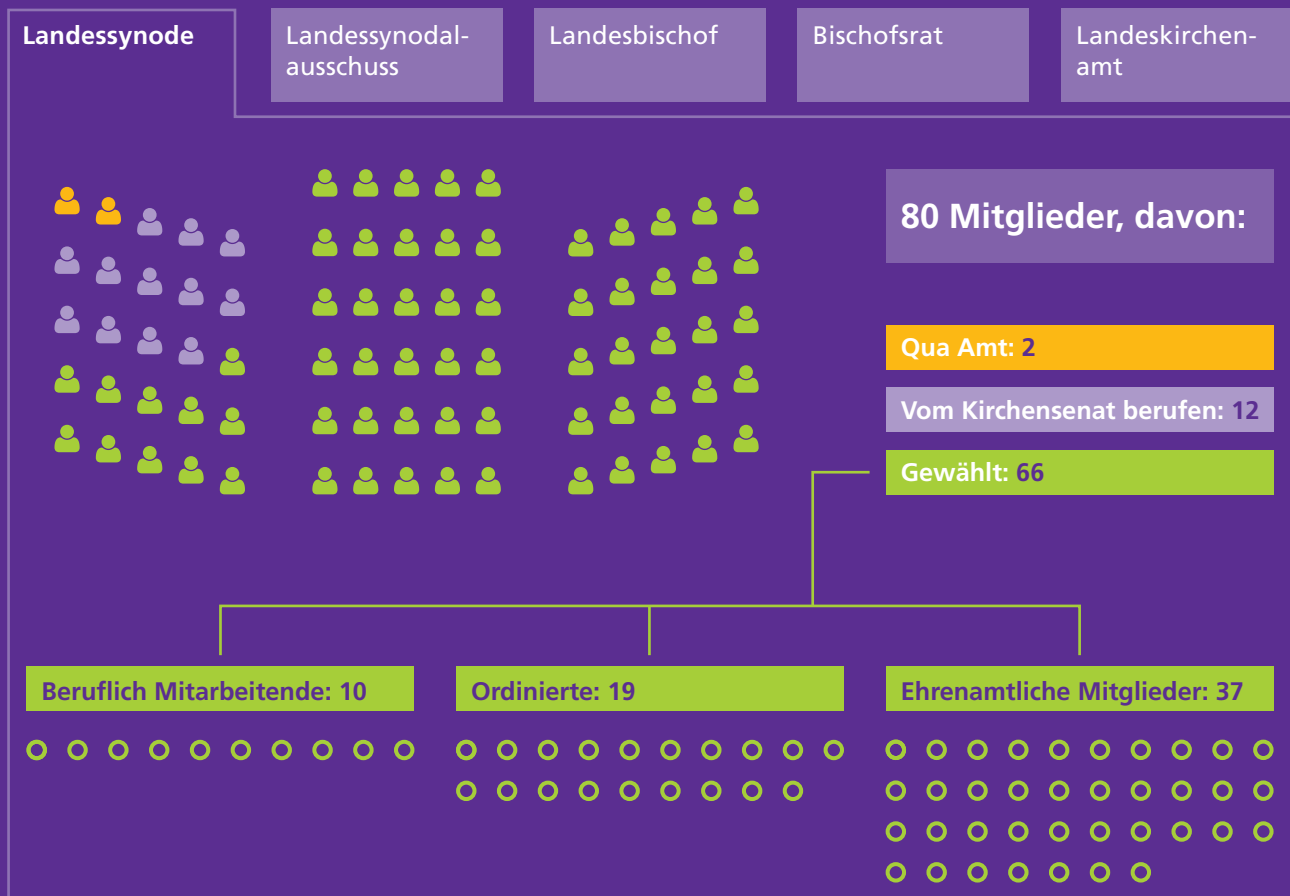 Landessynode
Landessynodal-
ausschuss
Landesbischof
Bischofsrat
Landeskirchen-
amt
80 Mitglieder, davon:
Qua Amt: 2
Vom Kirchensenat berufen: 12
Gewählt: 66
Beruflich Mitarbeitende: 10
Ordinierte: 19
Ehrenamtliche Mitglieder: 37